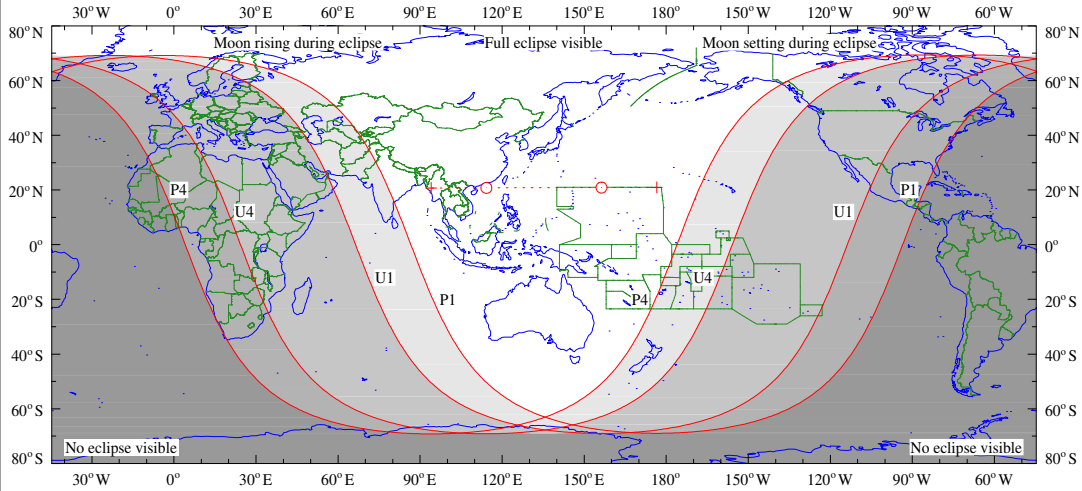 30°W 0° 30°E 60°E 90°E 120°E 150°E 180° 150°W 120°W 90°W 60°W
80°N Moon rising during eclipse Full eclipse visible Moon setting during eclipse 80°N
60°N 60°N
40°N 40°N
20°N P4 P1 20°N
U4 U1
0° 0°
U1 U4
20°S P1 P4 20°S
40°S 40°S
60°S 60°S
No eclipse visible No eclipse visible
80°S 80°S
30°W 0° 30°E 60°E 90°E 120°E 150°E 180° 150°W 120°W 90°W 60°W